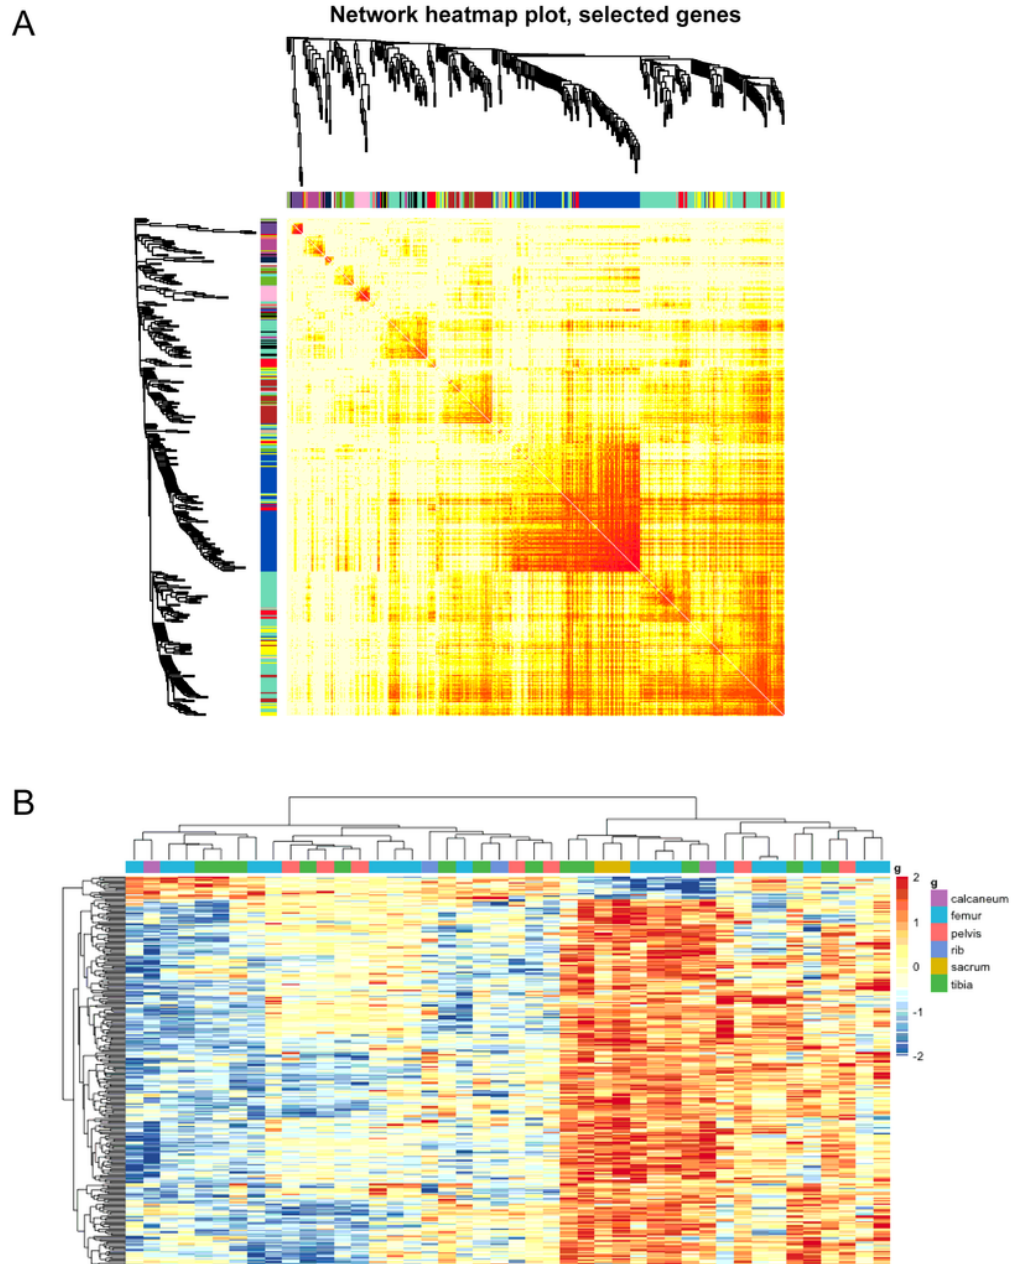 A
Network heatmap plot, selected genes
B
g
2
1
0
-1
-2
g
calcaneum
femur
pelvis
rib
sacrum
tibia